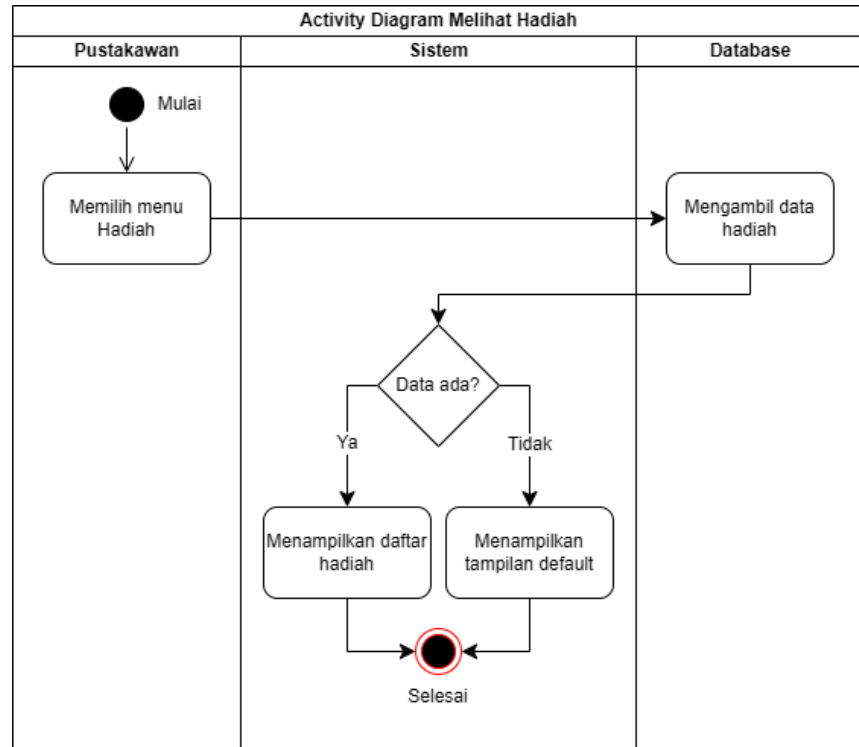 Activity Diagram Melihat Hadiah
Pustakawan
Sistem
Database
Mulai
Memilih menu
Hadiah
Mengambil data
hadiah
Data ada?
Ya
Tidak
Menampilkan daftar
hadiah
Menampilkan
tampilan default
Selesai